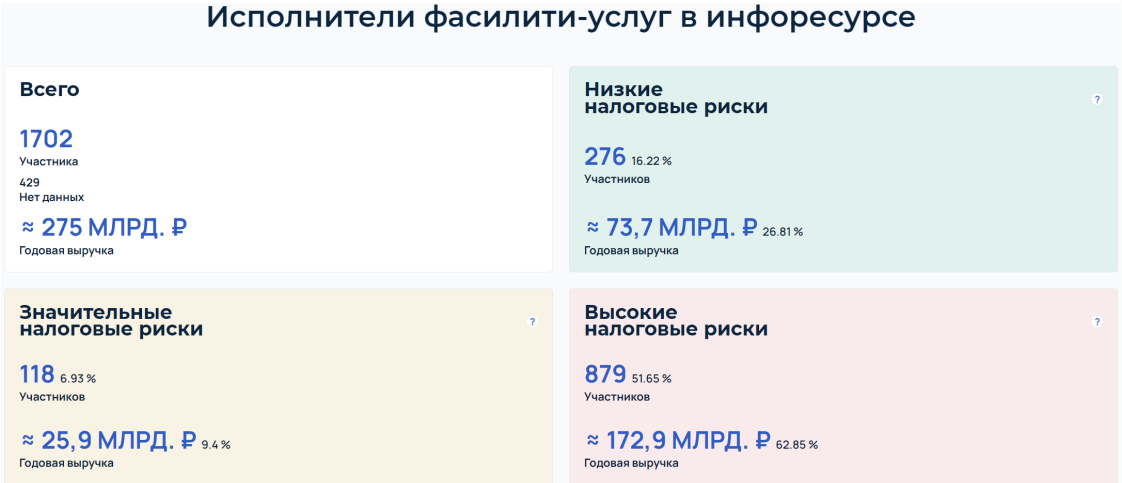 Исполнители фасилити-услуг в инфоресурсе
Всего
1702
Участника
429
Нет данных
≈ 275 МЛРД. ₽
Годовая выручка
Низкие
налоговые риски
?
276 16.22 %
Участников
≈ 73,7 МЛРД. ₽ 26.81 %
Годовая выручка
Значительные
налоговые риски
?
118 6.93 %
Участников
≈ 25,9 МЛРД. ₽ 9.4 %
Годовая выручка
Высокие
налоговые риски
?
879 51.65 %
Участников
≈ 172,9 МЛРД. ₽ 62.85 %
Годовая выручка